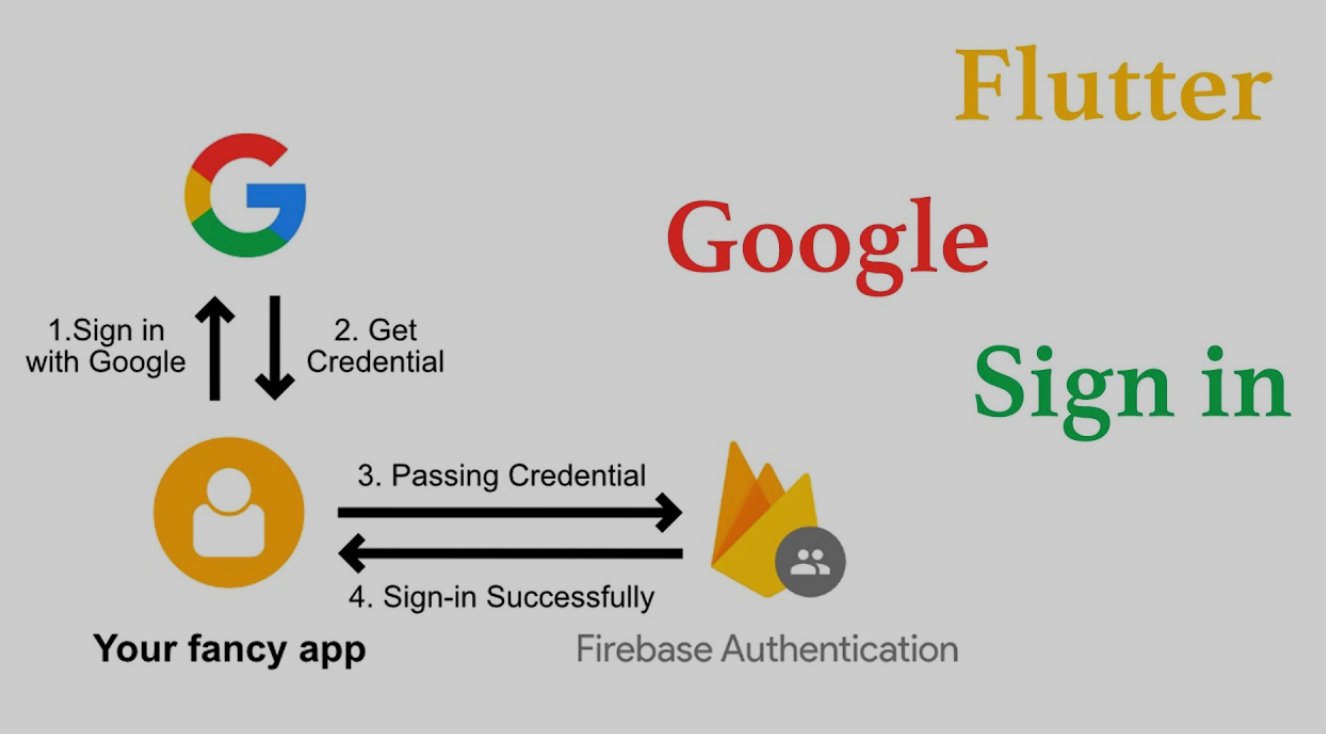 Flutter
Google
Sign in
1.Sign in
with Google
2. Get
Credential
3. Passing Credential
4. Sign-in Successfully
Your fancy app
Firebase Authentication